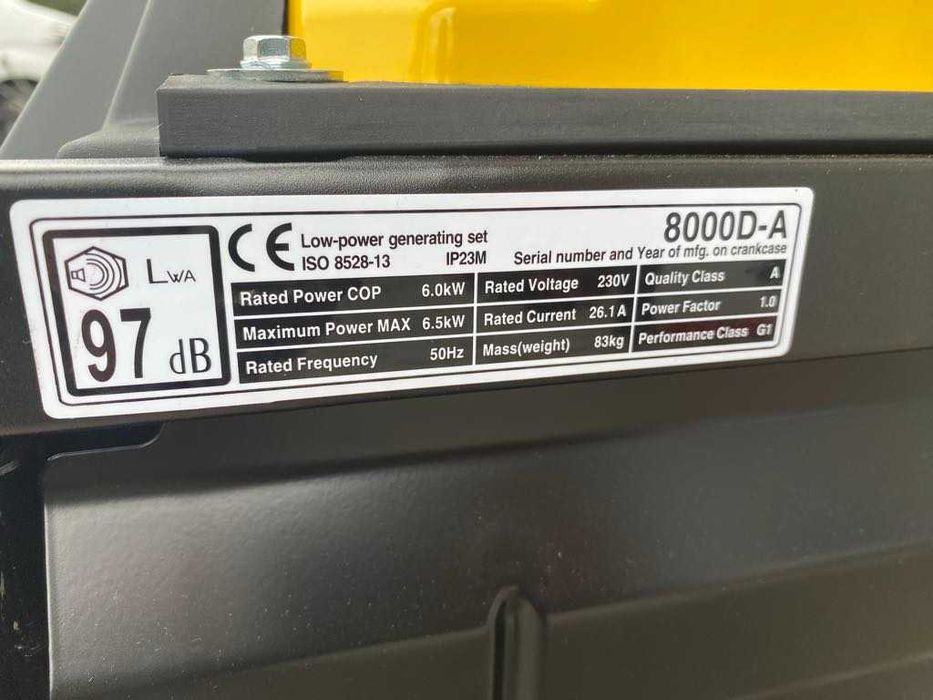 LWA
97 dB
CE
Low-power generating set
ISO 8528-13 IP23M
8000D-A
Serial number and Year of mfg. on crankcase
Rated Power COP 6.0kW
Maximum Power MAX 6.5kW
Rated Frequency 50Hz
Rated Voltage 230V
Rated Current 26.1A
Mass(weight) 83kg
Quality Class A
Power Factor 1.0
Performance Class G1